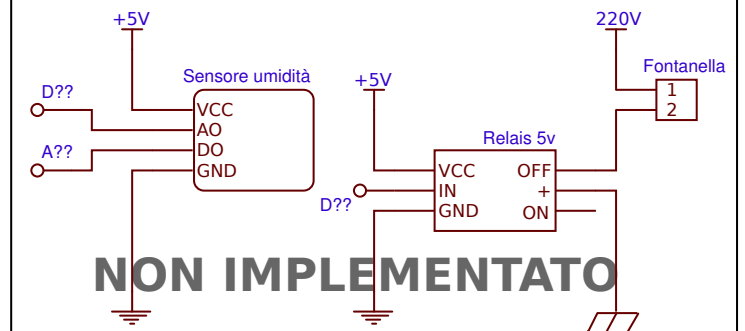 +5V
220V
Fontanella
1
2
D??
Sensore umidità
VCC
AO
DO
GND
A??
+5V
Relais 5v
VCC
OFF
IN
+
GND
ON
D??
NON IMPLEMENTATO